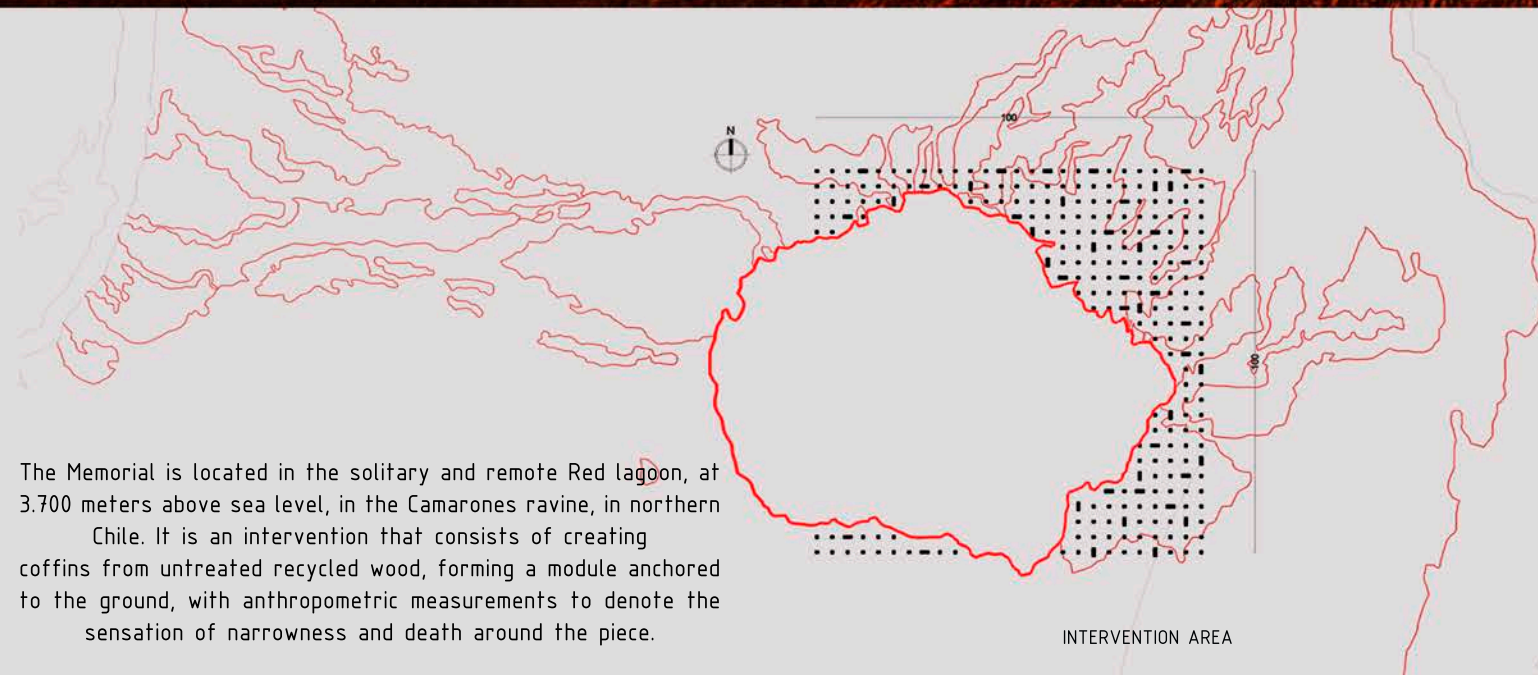 N
100
100
The Memorial is located in the solitary and remote Red lagoon, at
3.700 meters above sea level, in the Camarones ravine, in northern
Chile. It is an intervention that consists of creating
coffins from untreated recycled wood, forming a module anchored
to the ground, with anthropometric measurements to denote the
sensation of narrowness and death around the piece.
INTERVENTION AREA